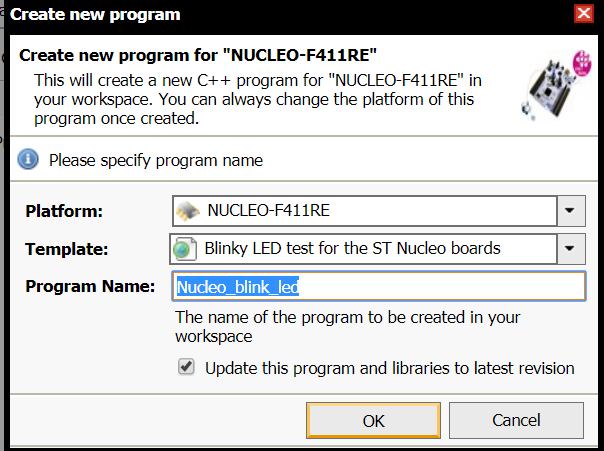 Create new program
Create new program for "NUCLEO-F411RE"
This will create a new C++ program for "NUCLEO-F411RE" in
your workspace. You can always change the platform of this
program once created.
Please specify program name
Platform: NUCLEO-F411RE
Template: Blinky LED test for the ST Nucleo boards
Program Name: Nucleo_blink_led
The name of the program to be created in your
workspace
Update this program and libraries to latest revision
OK Cancel